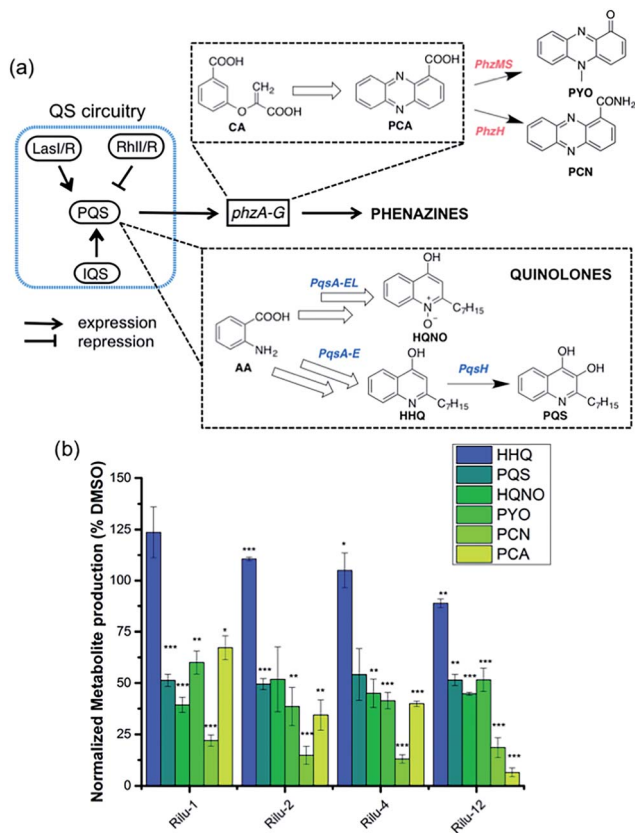 (a)
QS circuitry
LasI/R
RhlI/R
PQS
IQS
expression
repression
phzA-G
PHENAZINES
COOH
CH₂
O
COOH
CA
COOH
N
N
PCA
PhzMS
O
N
N
PYO
PhzH
CONH₂
N
N
PCN
QUINOLONES
COOH
NH₂
AA
PqsA-EL
OH
N⁺
C₇H₁₅
O⁻
HQNO
PqsA-E
OH
N
C₇H₁₅
HHQ
PqsH
OH
OH
N
C₇H₁₅
PQS
(b)
Normalized Metabolite production (% DMSO)
150
125
100
75
50
25
0
HHQ
PQS
HQNO
PYO
PCN
PCA
*** *** ** *** *
*** *** ** *** **
* ** *** *** ***
** ** *** *** *** ***
Rilu-1
Rilu-2
Rilu-4
Rilu-12